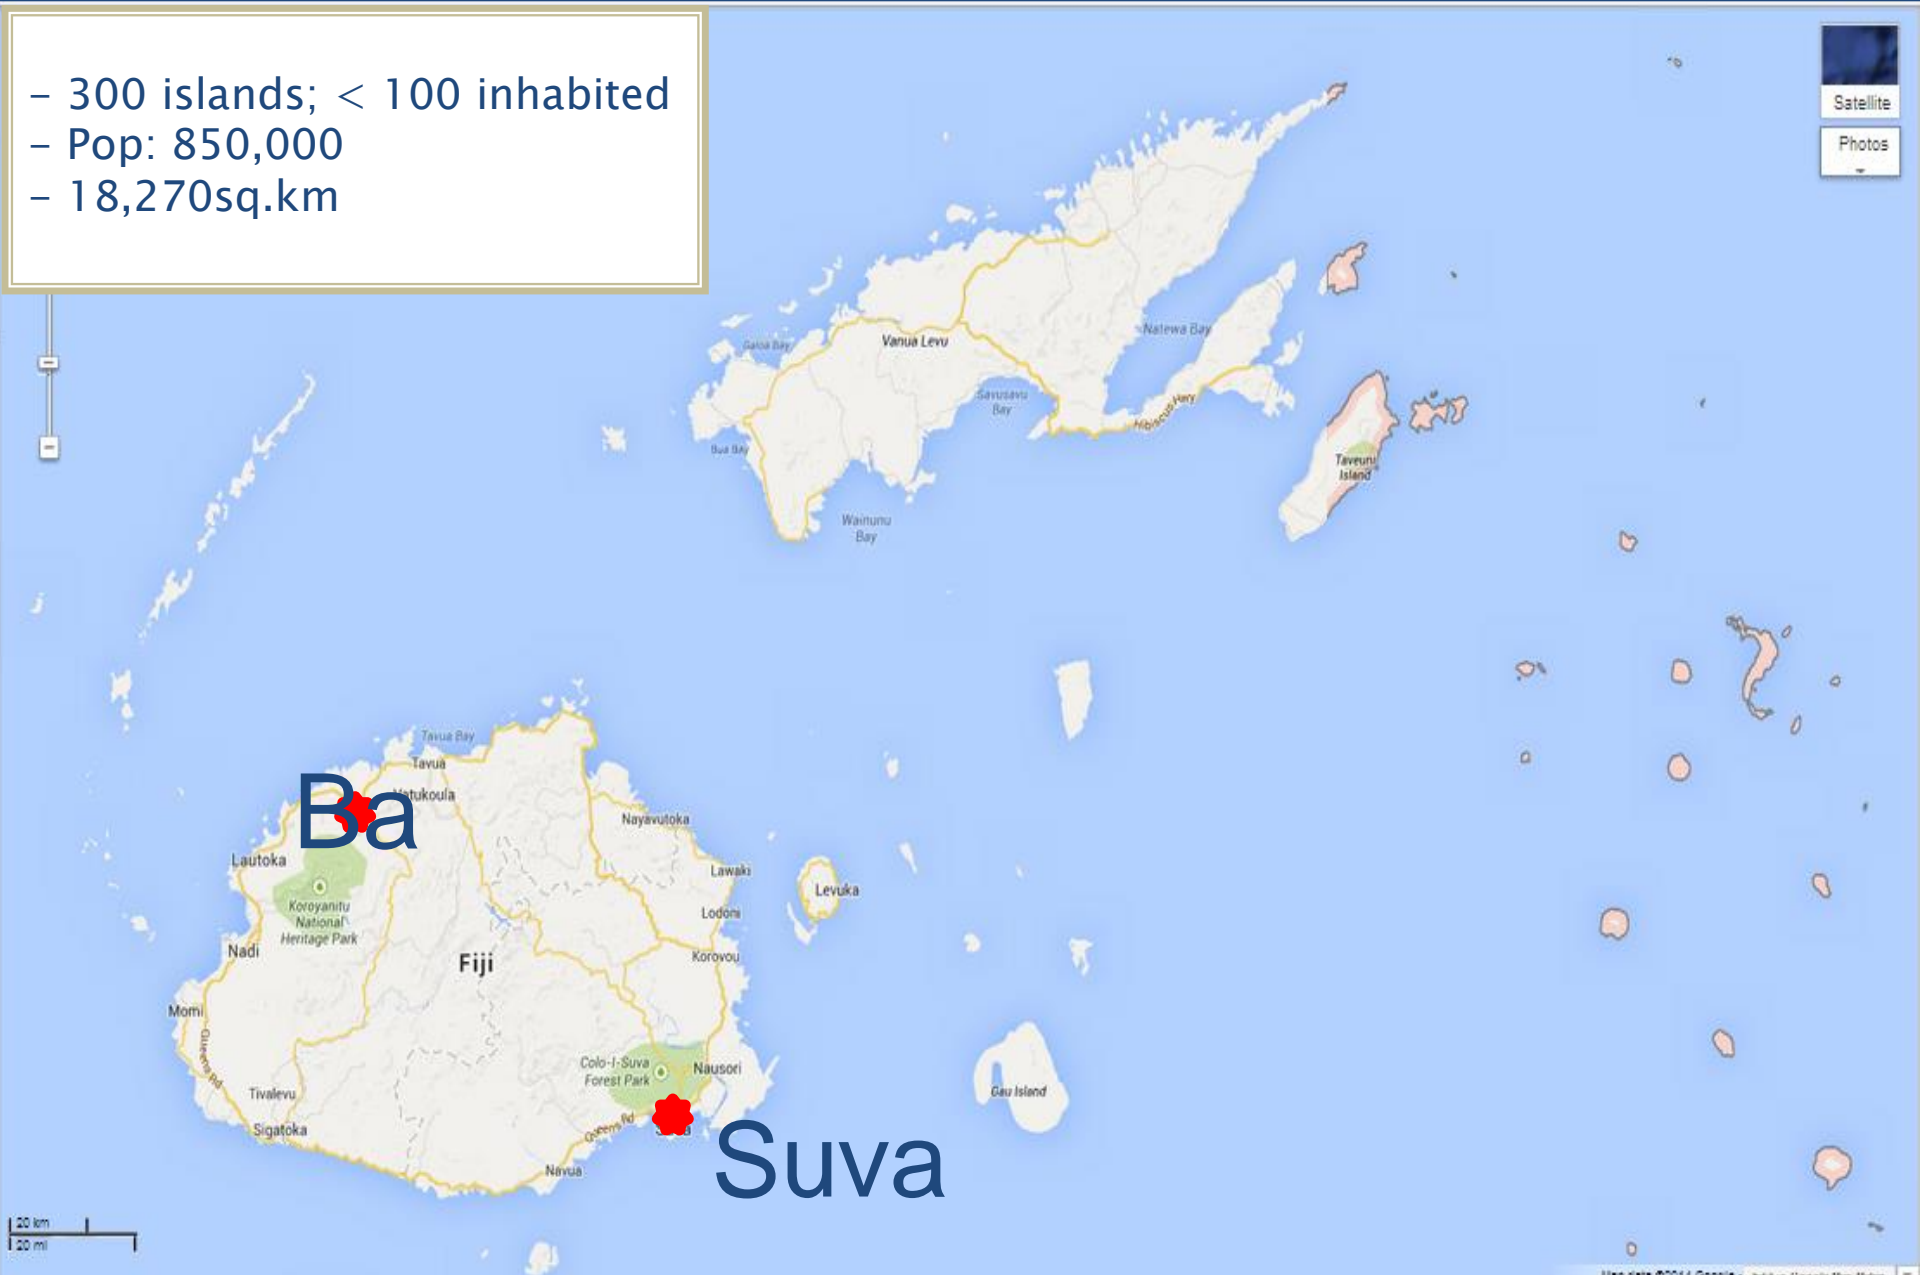 – 300 islands; < 100 inhabited
– Pop: 850,000
– 18,270sq.km
Satellite
Photos
Natewa Bay
Galoa Bay
Vanua Levu
Savusavu
Bay
Hibiscus Hwy
Bua Bay
Taveuni
Island
Wainunu
Bay
Tavua Bay
Tavua
Ba
Vatukoula
Nayavutoka
Lautoka
Lawaki
Levuka
Koroyanitu
National
Heritage Park
Lodoni
Nadi
Korovou
Fiji
Momi
Queens Rd
Colo-I-Suva
Forest Park
Nausori
Gau Island
Tivalevu
Sigatoka
Queens Rd
Suva
Navua
20 km
20 mi